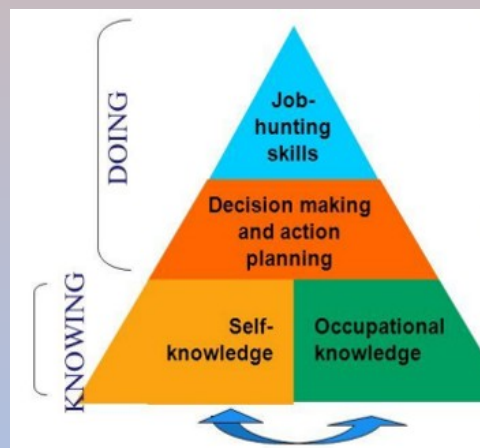 DOING
Job-
hunting
skills
Decision making
and action
planning
KNOWING
Self-
knowledge
Occupational
knowledge